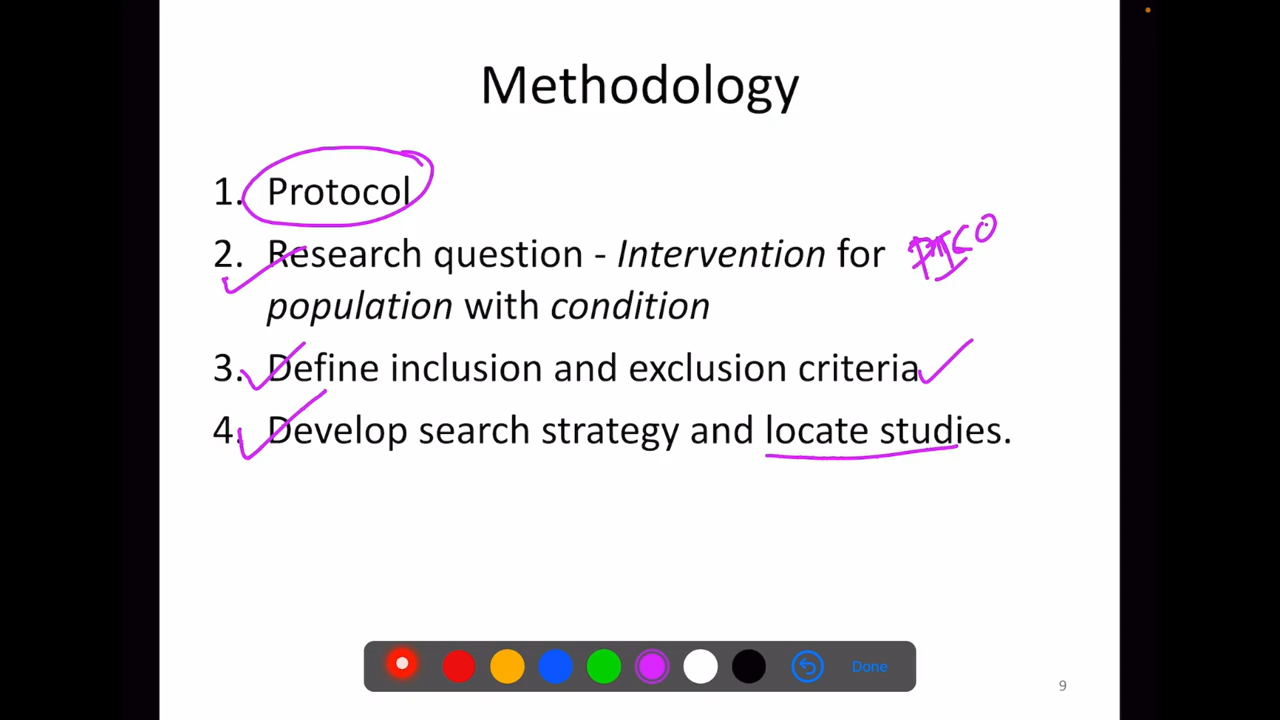 Methodology
1. Protocol
2. Research question - Intervention for PICO
population with condition
3. Define inclusion and exclusion criteria
4. Develop search strategy and locate studies.
Done
9